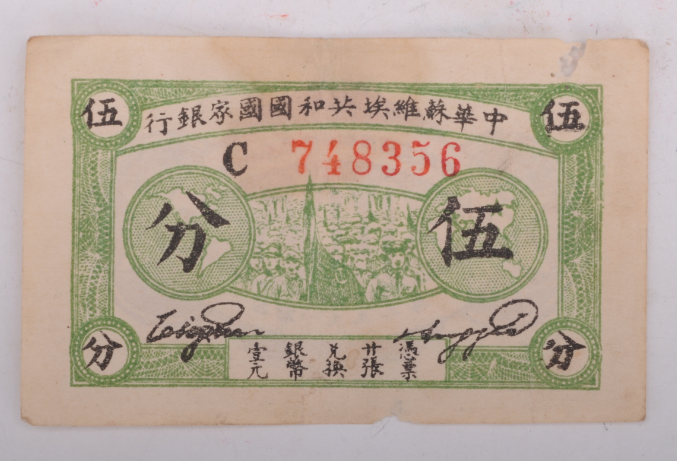 伍 伍
中華蘇維埃共和國國家銀行
C 748356
伍分
憑票廿張兌換銀幣壹元
分 分